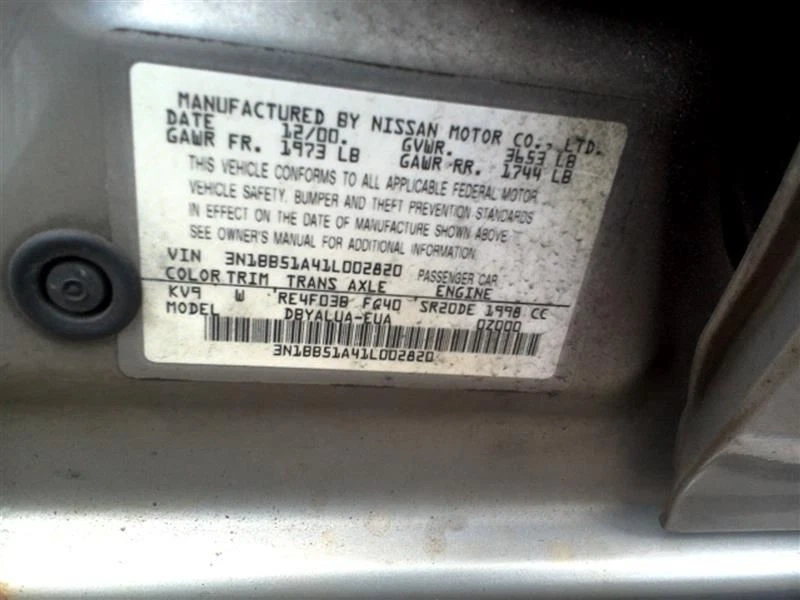 MANUFACTURED BY NISSAN MOTOR CO., LTD.
DATE 12/00. GVWR. 3653 LB
GAWR FR. 1973 LB GAWR RR. 1744 LB
THIS VEHICLE CONFORMS TO ALL APPLICABLE FEDERAL MOTOR
VEHICLE SAFETY, BUMPER AND THEFT PREVENTION STANDARDS
IN EFFECT ON THE DATE OF MANUFACTURE SHOWN ABOVE.
SEE OWNER'S MANUAL FOR ADDITIONAL INFORMATION.
VIN 3N1BB51A41L002820 PASSENGER CAR
COLOR TRIM TRANS AXLE ENGINE
KV9 W RE4F03B FG40 SR20DE 1998 CC
MODEL DBYALUA-EUA 0Z000
3N1BB51A41L002820